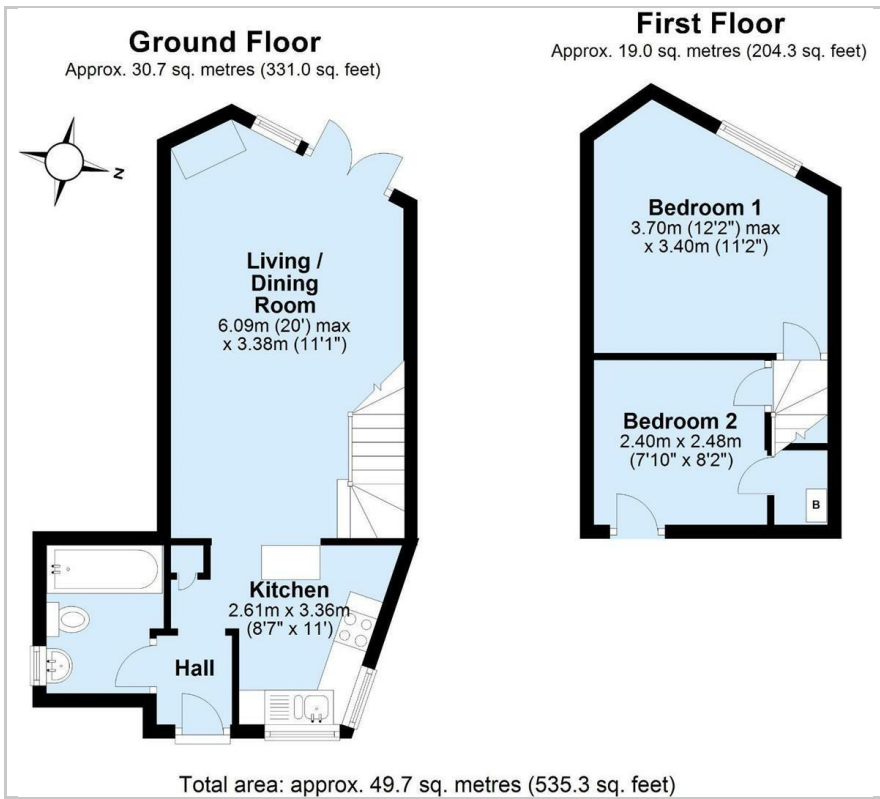 Ground Floor
Approx. 30.7 sq. metres (331.0 sq. feet)
N
Living /
Dining
Room
6.09m (20') max
x 3.38m (11'1")
Kitchen
2.61m x 3.36m
(8'7" x 11')
Hall
First Floor
Approx. 19.0 sq. metres (204.3 sq. feet)
Bedroom 1
3.70m (12'2") max
x 3.40m (11'2")
Bedroom 2
2.40m x 2.48m
(7'10" x 8'2")
B
Total area: approx. 49.7 sq. metres (535.3 sq. feet)